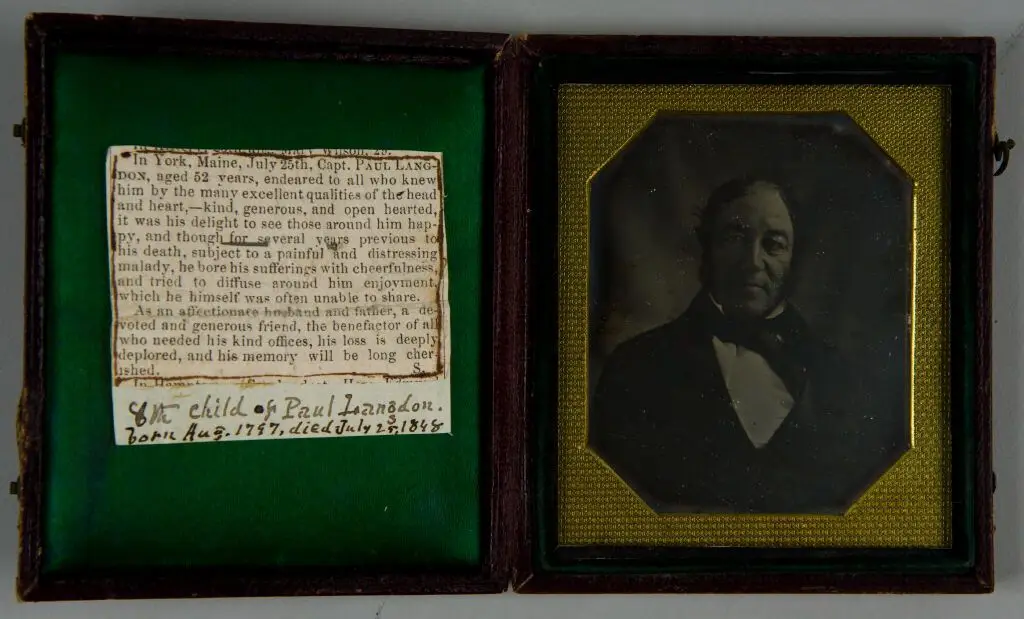 Mary Wilson, 29.
In York, Maine, July 25th, Capt. PAUL LANG-
DON, aged 52 years, endeared to all who knew
him by the many excellent qualities of the head
and heart,—kind, generous, and open hearted,
it was his delight to see those around him hap-
py, and though for several years previous to
his death, subject to a painful and distressing
malady, he bore his sufferings with cheerfulness,
and tried to diffuse around him enjoyment,
which he himself was often unable to share.
As an affectionate husband and father, a de-
voted and generous friend, the benefactor of all
who needed his kind offices, his loss is deeply
deplored, and his memory will be long cher-
ished. S.
8th child of Paul Langdon.
born Aug. 1797, died July 25, 1848